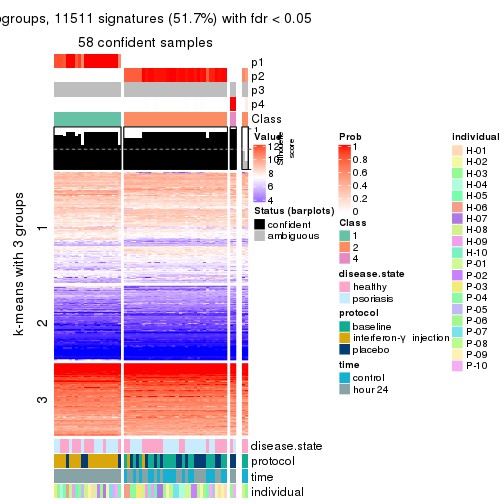 ogroups, 11511 signatures (51.7%) with fdr < 0.05
58 confident samples
p1
p2
p3
p4
Class
1
Silhouette
score
k-means with 3 groups
1
2
3
disease.state
protocol
time
individual
Value
12
10
8
6
4
Status (barplots)
confident
ambiguous
Prob
1
0.8
0.6
0.4
0.2
0
Class
1
2
4
disease.state
healthy
psoriasis
protocol
baseline
interferon-γ injection
placebo
time
control
hour 24
individual
H-01
H-02
H-03
H-04
H-05
H-06
H-07
H-08
H-09
H-10
P-01
P-02
P-03
P-04
P-05
P-06
P-07
P-08
P-09
P-10